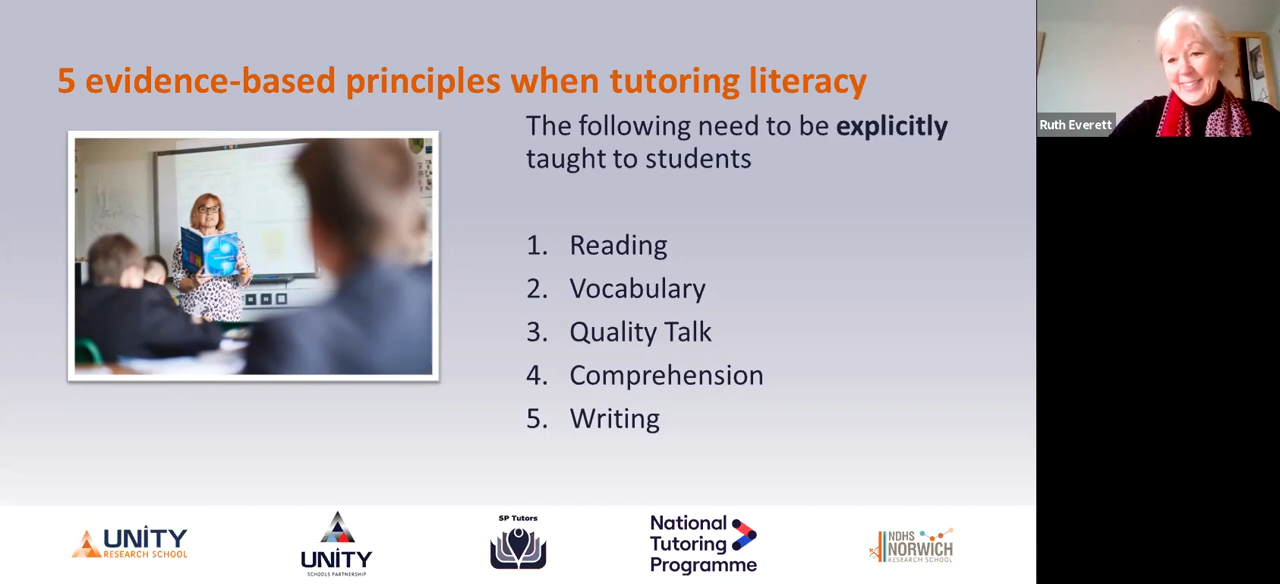 5 evidence-based principles when tutoring literacy
The following need to be explicitly
taught to students
1. Reading
2. Vocabulary
3. Quality Talk
4. Comprehension
5. Writing
Ruth Everett
UNITY
RESEARCH SCHOOL
UNITY
SCHOOLS PARTNERSHIP
SP Tutors
National
Tutoring
Programme
NDHS
NORWICH
RESEARCH SCHOOL